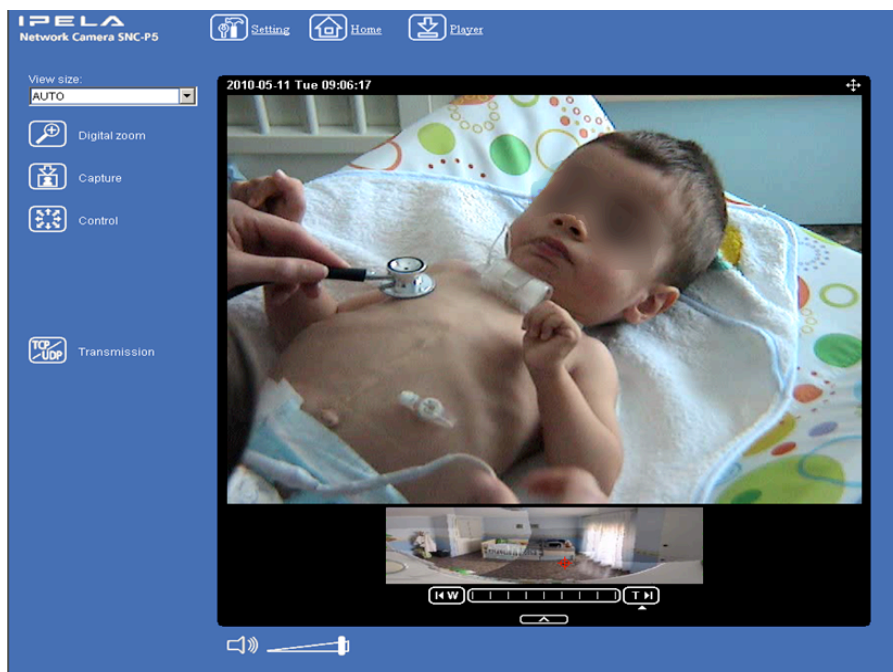 IPELA
Network Camera SNC-P5
Setting
Home
Player
View size:
AUTO
2010-05-11 Tue 09:06:17
Digital zoom
Capture
Control
TCP/UDP
Transmission
W
T